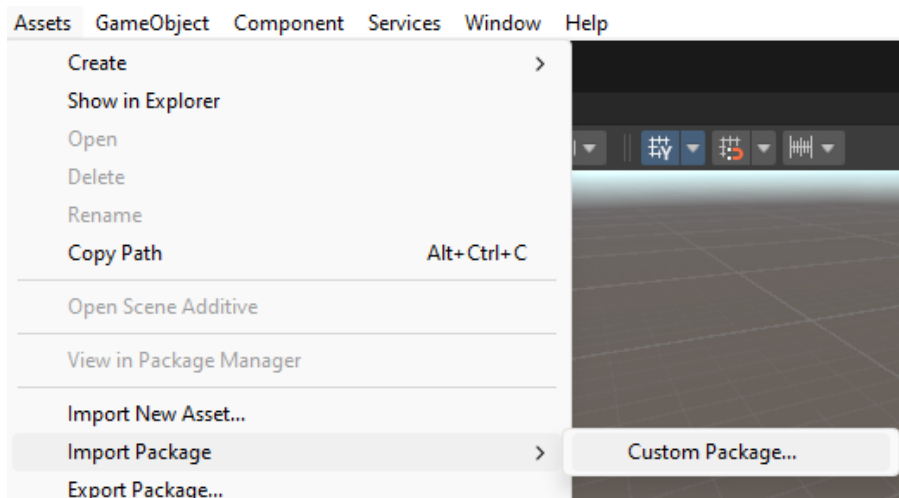 Assets GameObject Component Services Window Help
Create
Show in Explorer
Open
Delete
Rename
Copy Path Alt+Ctrl+C
Open Scene Additive
View in Package Manager
Import New Asset...
Import Package Custom Package...
Export Package...